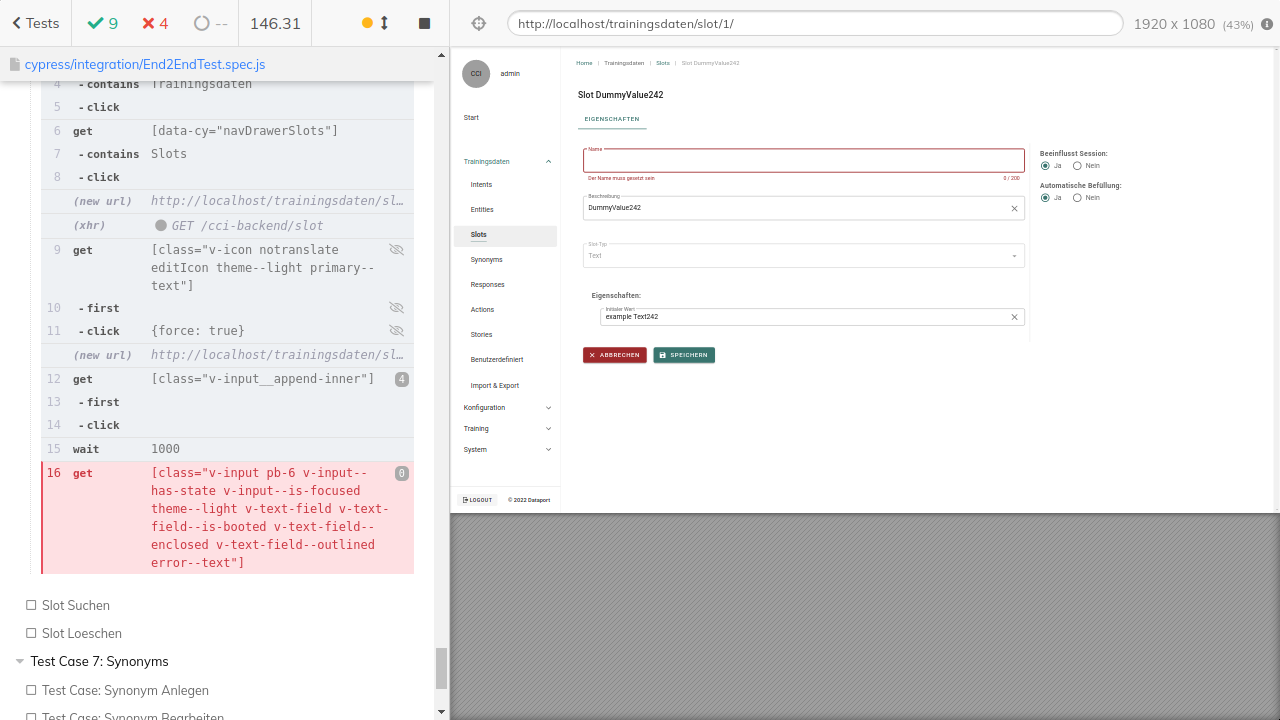 Tests
9
4
--
146.31
http://localhost/trainingsdaten/slot/1/
1920 x 1080 (43%)
cypress/integration/End2EndTest.spec.js
4 - contains Trainingsdaten
5 - click
6 get [data-cy="navDrawerSlots"]
7 - contains Slots
8 - click
(new url) http://localhost/trainingsdaten/sl…
(xhr) GET /cci-backend/slot
9 get [class="v-icon notranslate
editIcon theme--light primary--
text"]
10 - first
11 - click {force: true}
(new url) http://localhost/trainingsdaten/sl…
12 get [class="v-input__append-inner"] 4
13 - first
14 - click
15 wait 1000
16 get [class="v-input pb-6 v-input-- 0
has-state v-input--is-focused
theme--light v-text-field v-text-
field--is-booted v-text-field--
enclosed v-text-field--outlined
error--text"]
Slot Suchen
Slot Loeschen
Test Case 7: Synonyms
Test Case: Synonym Anlegen
Test Case: Synonym Bearbeiten
CCI admin
Start
Trainingsdaten
Intents
Entities
Slots
Synonyms
Responses
Actions
Stories
Benutzerdefiniert
Import & Export
Konfiguration
Training
System
LOGOUT © 2022 Dataport
Home | Trainingsdaten | Slots | Slot DummyValue242
Slot DummyValue242
EIGENSCHAFTEN
Name
Der Name muss gesetzt sein 0 / 200
Beschreibung
DummyValue242
Slot-Typ
Text
Eigenschaften:
Initialer Wert
example Text242
ABBRECHEN SPEICHERN
Beeinflusst Session:
Ja Nein
Automatische Befüllung:
Ja Nein